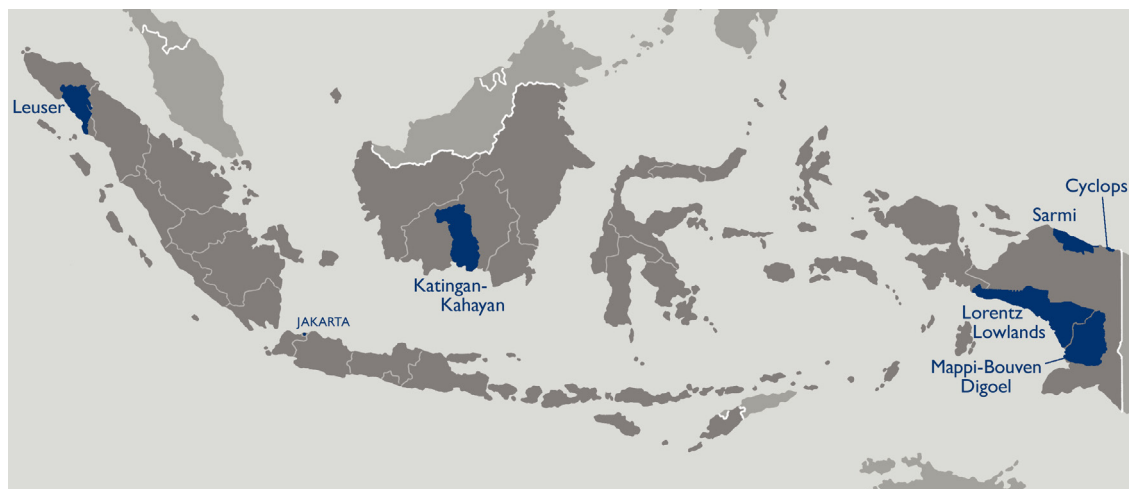 Leuser
Katingan-
Kahayan
JAKARTA
Cyclops
Sarmi
Lorentz
Lowlands
Mappi-Bouven
Digoel